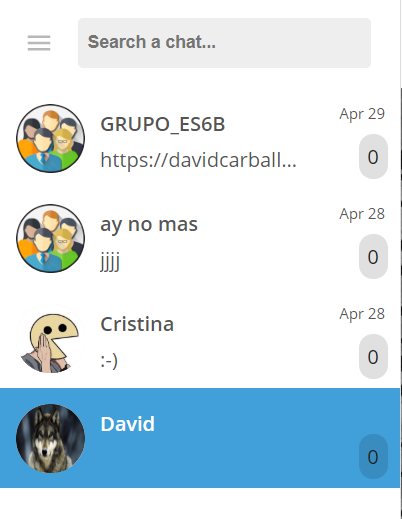 Search a chat...
Apr 29
GRUPO_ES6B
https://davidcarball...
0
Apr 28
ay no mas
jjjj
0
Apr 28
Cristina
:-)
0
David
0